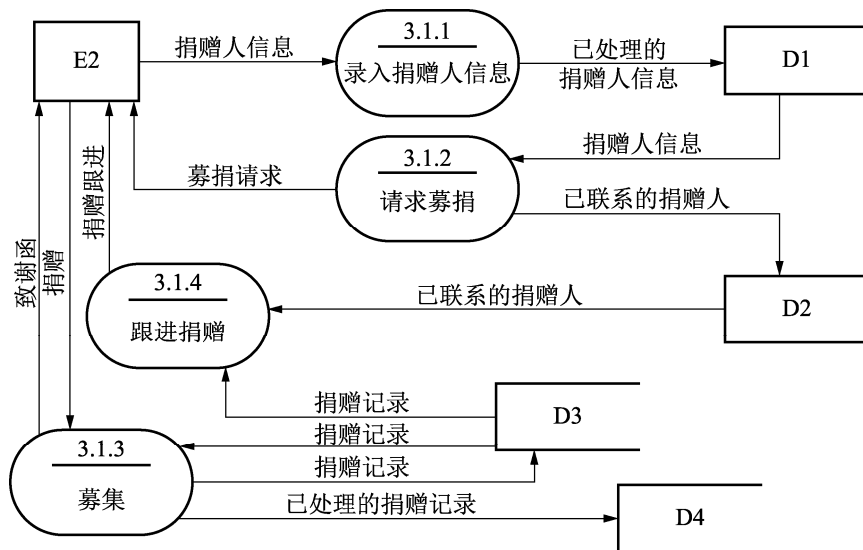 E2
捐赠人信息
3.1.1
录入捐赠人信息
已处理的
捐赠人信息
D1
捐赠人信息
3.1.2
请求募捐
募捐请求
已联系的捐赠人
捐赠跟进
致谢函
捐赠
3.1.4
跟进捐赠
已联系的捐赠人
D2
捐赠记录
D3
捐赠记录
3.1.3
募集
捐赠记录
已处理的捐赠记录
D4